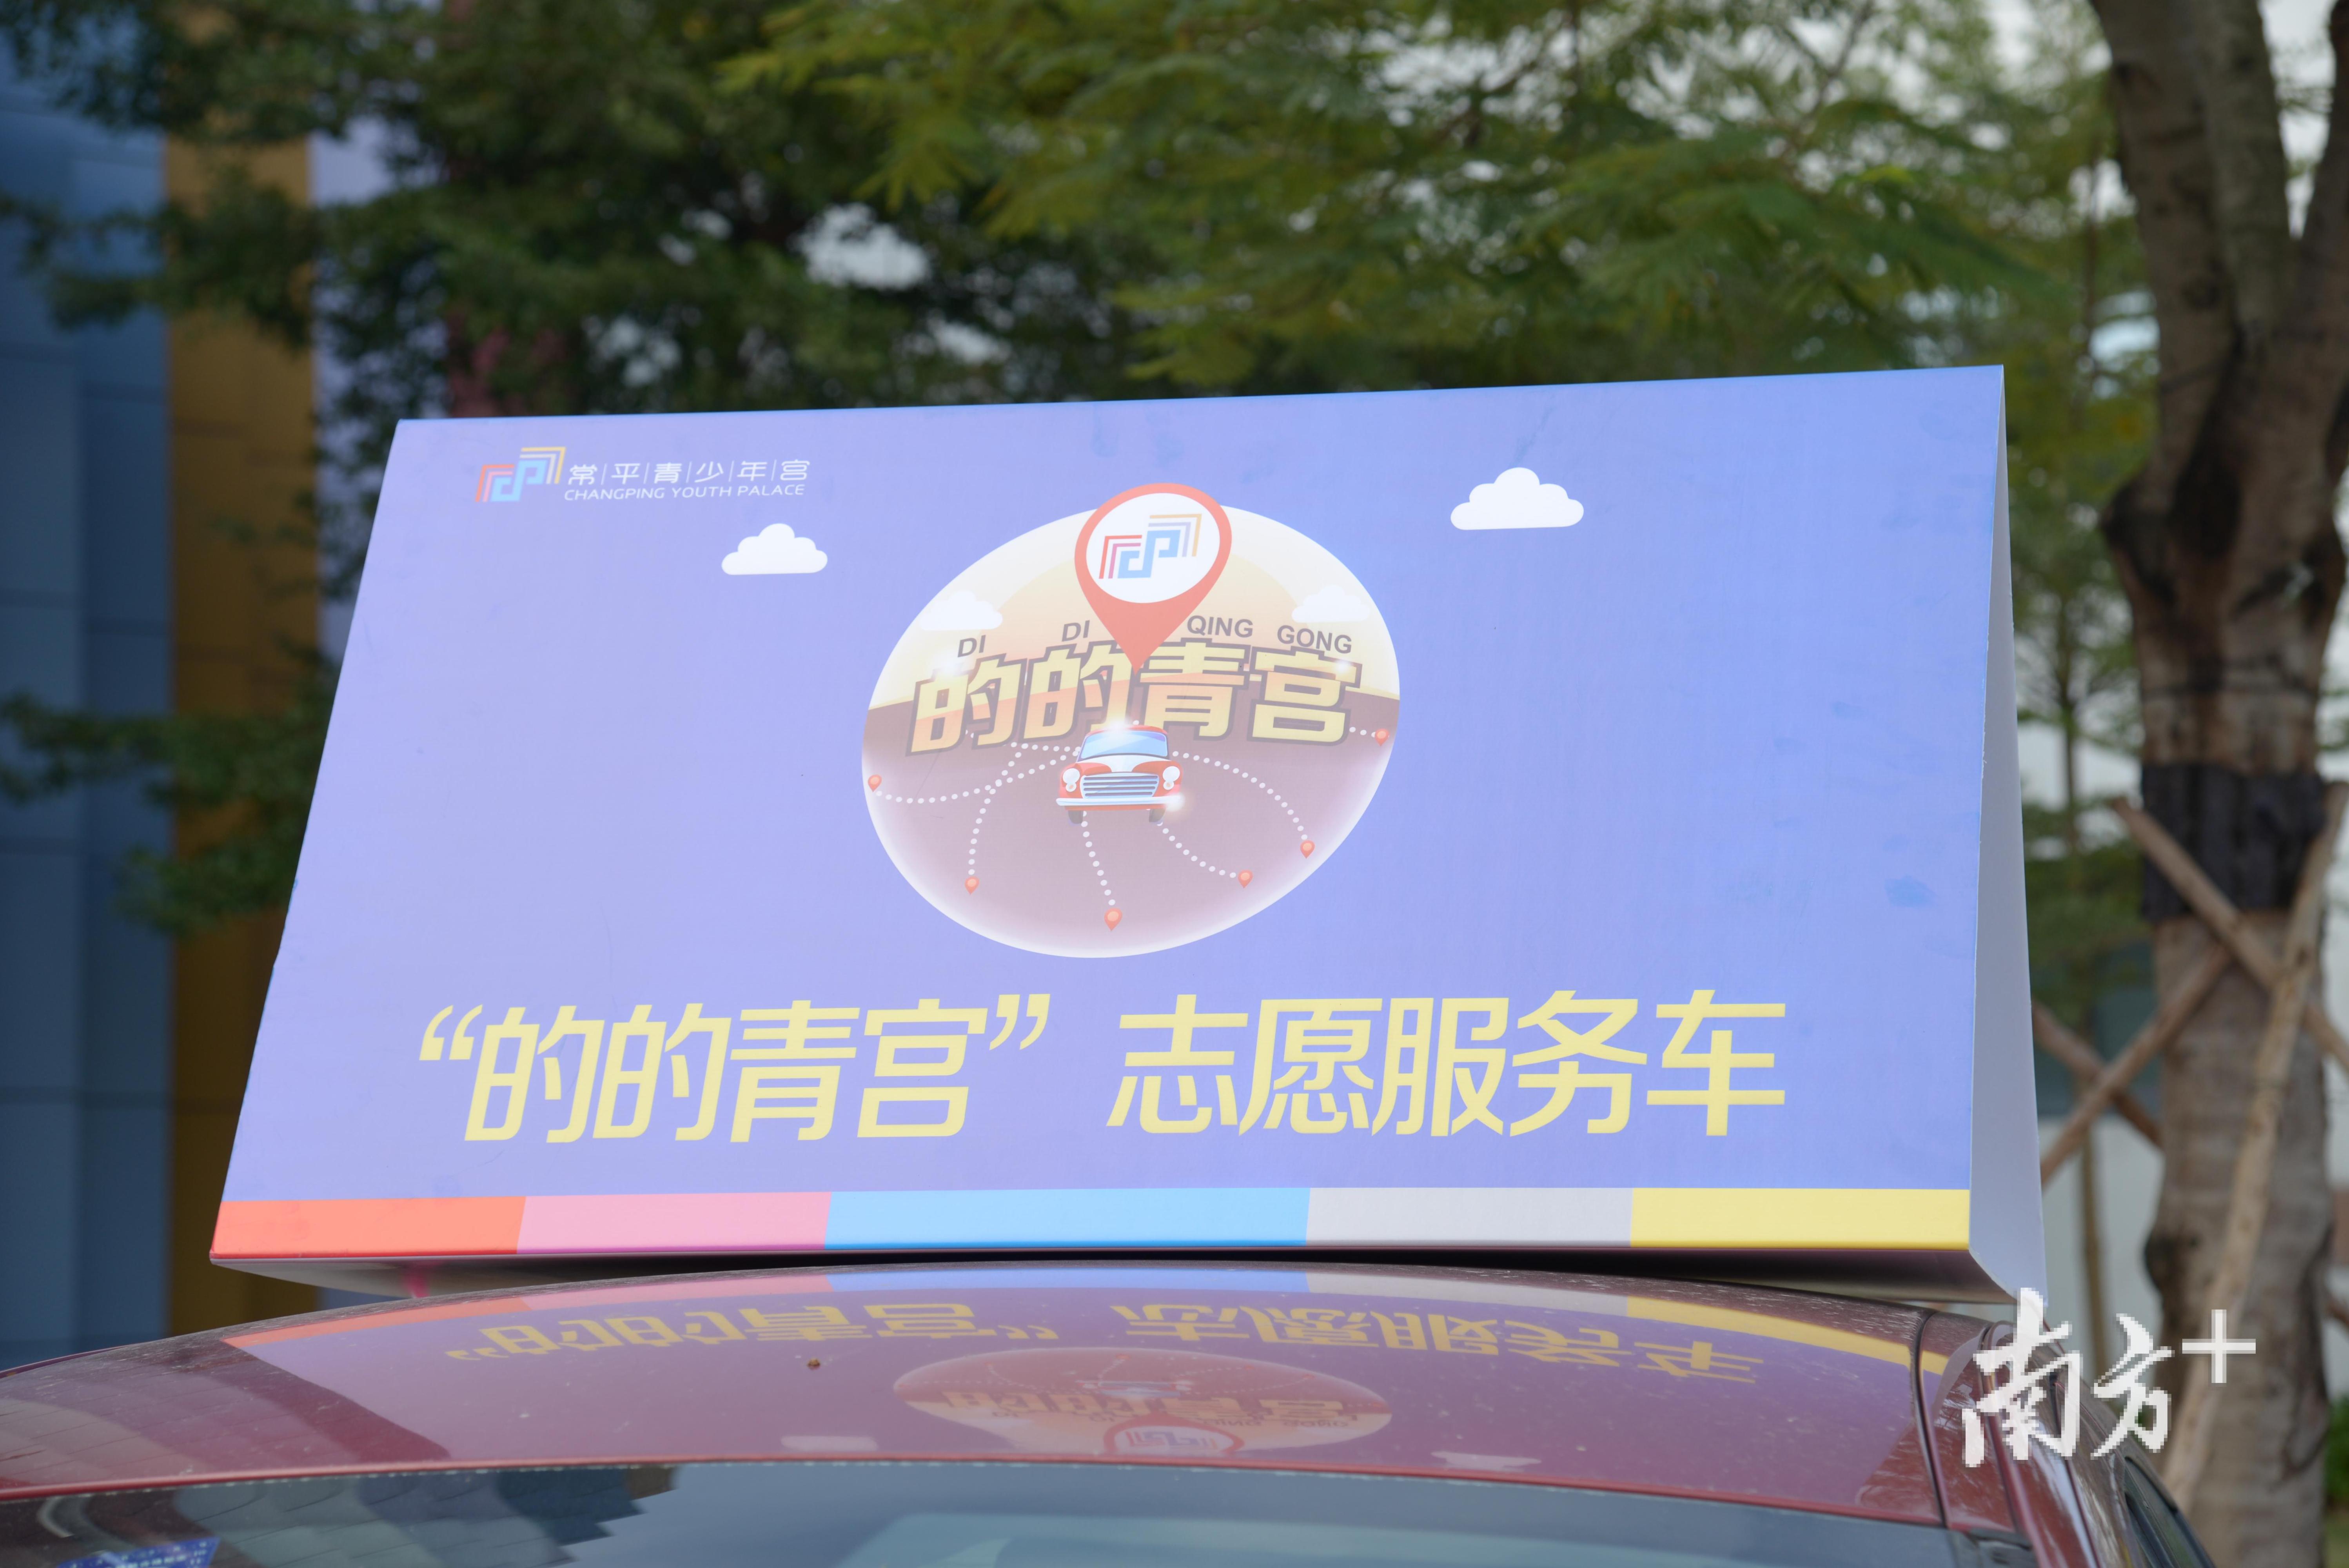 常|平|青|少|年|宫
CHANGPING YOUTH PALACE
DI DI QING GONG
的的青宫
“的的青宫” 志愿服务车
南方+